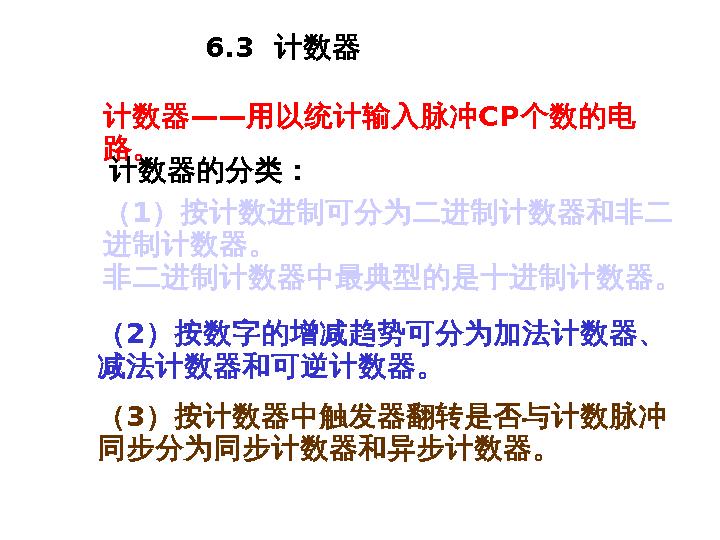 6.3 计数器
计数器——用以统计输入脉冲CP个数的电
路。
计数器的分类：
（1）按计数进制可分为二进制计数器和非二
进制计数器。
非二进制计数器中最典型的是十进制计数器。
（2）按数字的增减趋势可分为加法计数器、
减法计数器和可逆计数器。
（3）按计数器中触发器翻转是否与计数脉冲
同步分为同步计数器和异步计数器。